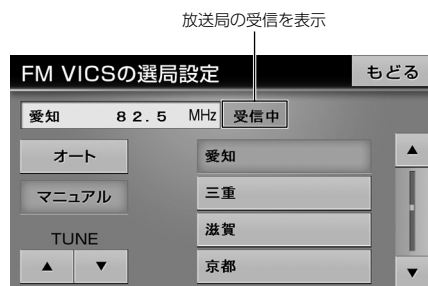 放送局の受信を表示
FM VICSの選局設定 もどる
愛知 82.5 MHz 受信中
オート 愛知 ▲
マニュアル 三重
TUNE 滋賀
▲ ▼ 京都 ▼